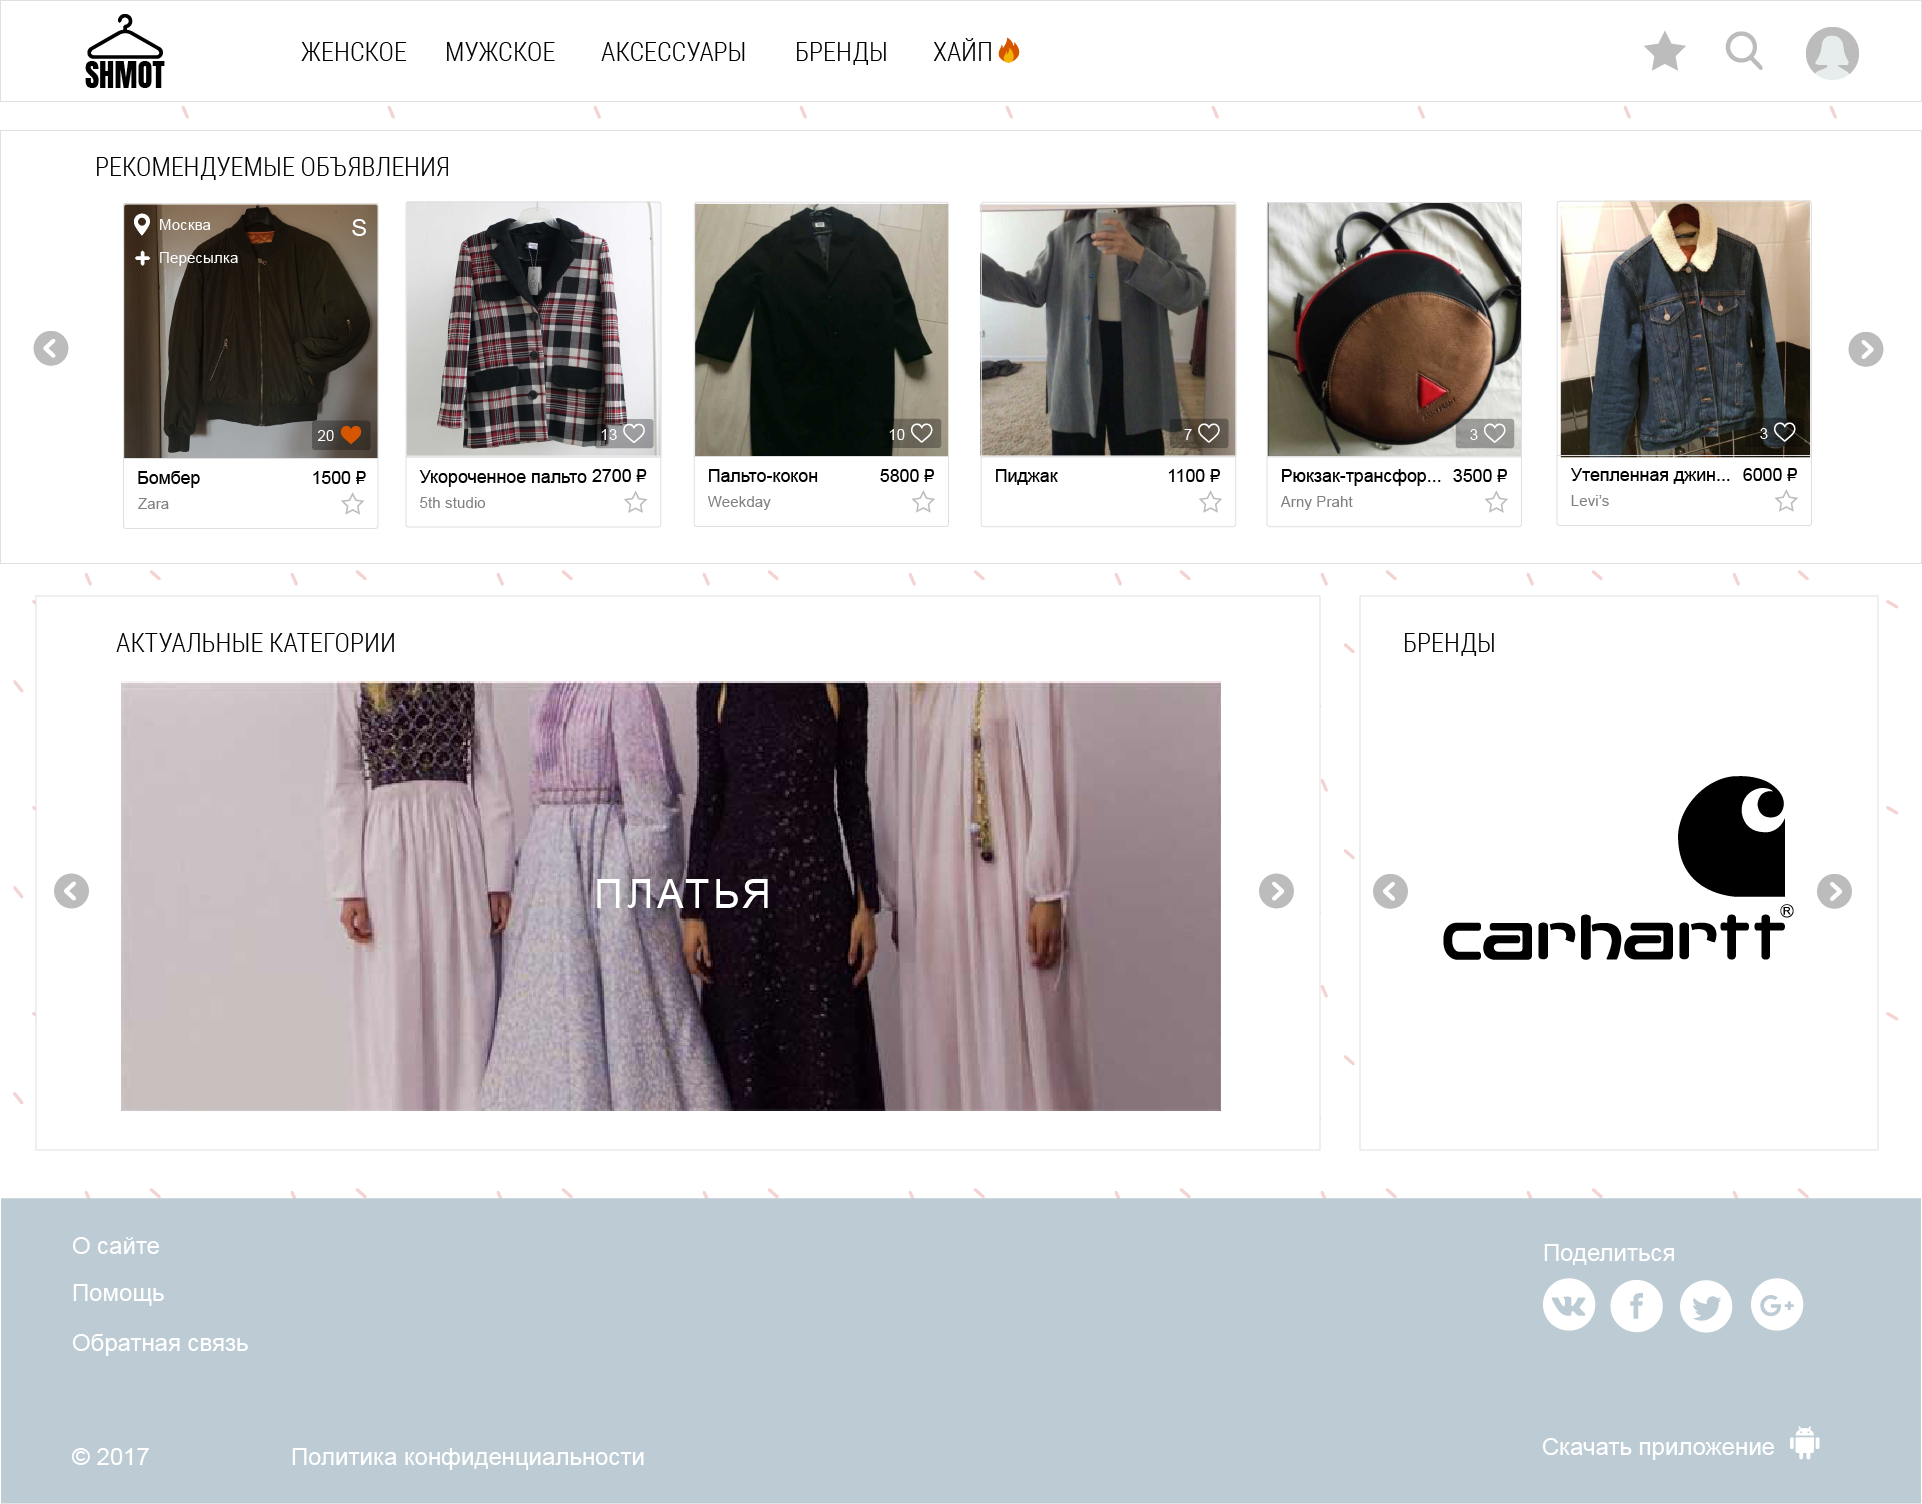 SHMOT
ЖЕНСКОЕ МУЖСКОЕ АКСЕССУАРЫ БРЕНДЫ ХАЙП
РЕКОМЕНДУЕМЫЕ ОБЪЯВЛЕНИЯ
Москва
S
Пересылка
20
Бомбер 1500 ₽
Zara
13
Укороченное пальто 2700 ₽
5th studio
10
Пальто-кокон 5800 ₽
Weekday
7
Пиджак 1100 ₽
3
Рюкзак-трансфор... 3500 ₽
Arny Praht
3
Утепленная джин... 6000 ₽
Levi's
АКТУАЛЬНЫЕ КАТЕГОРИИ
ПЛАТЬЯ
БРЕНДЫ
carhartt®
О сайте
Помощь
Обратная связь
Поделиться
© 2017
Политика конфиденциальности
Скачать приложение